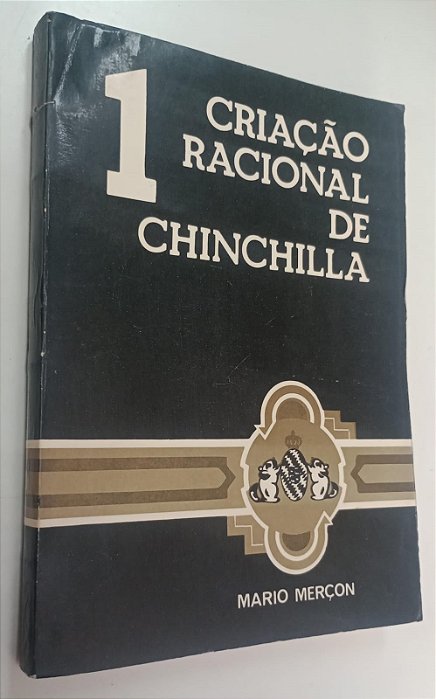 1
CRIAÇÃO
RACIONAL
DE
CHINCHILLA
MARIO MERÇON